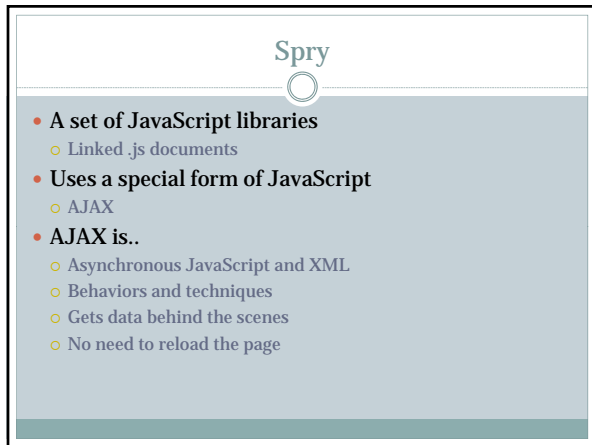 Spry
• A set of JavaScript libraries
○ Linked .js documents
• Uses a special form of JavaScript
○ AJAX
• AJAX is..
○ Asynchronous JavaScript and XML
○ Behaviors and techniques
○ Gets data behind the scenes
○ No need to reload the page